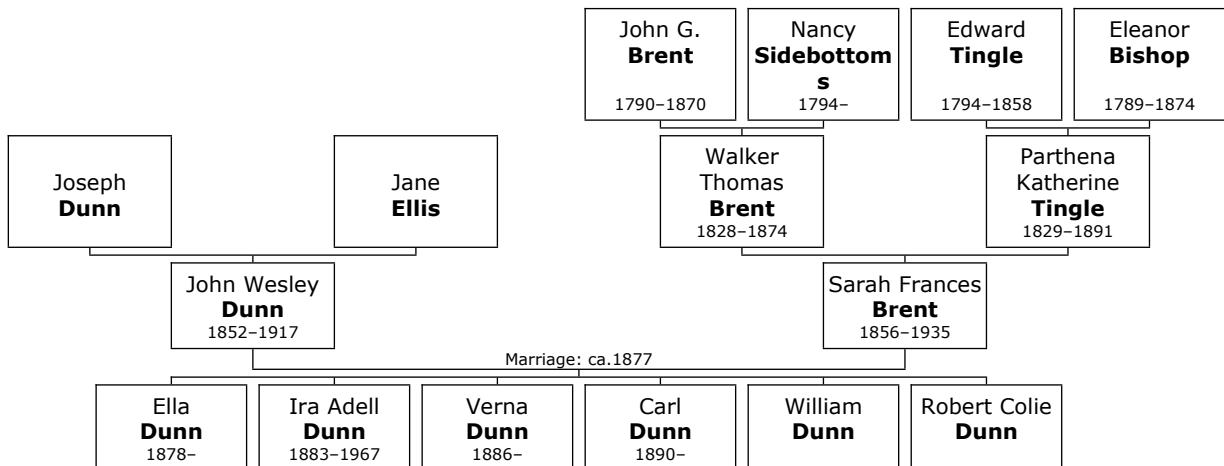 John G.
Brent
1790–1870
Nancy
Sidebottom
s
1794–
Edward
Tingle
1794–1858
Eleanor
Bishop
1789–1874
Joseph
Dunn
Jane
Ellis
Walker
Thomas
Brent
1828–1874
Parthena
Katherine
Tingle
1829–1891
John Wesley
Dunn
1852–1917
Sarah Frances
Brent
1856–1935
Marriage: ca.1877
Ella
Dunn
1878–
Ira Adell
Dunn
1883–1967
Verna
Dunn
1886–
Carl
Dunn
1890–
William
Dunn
Robert Colie
Dunn